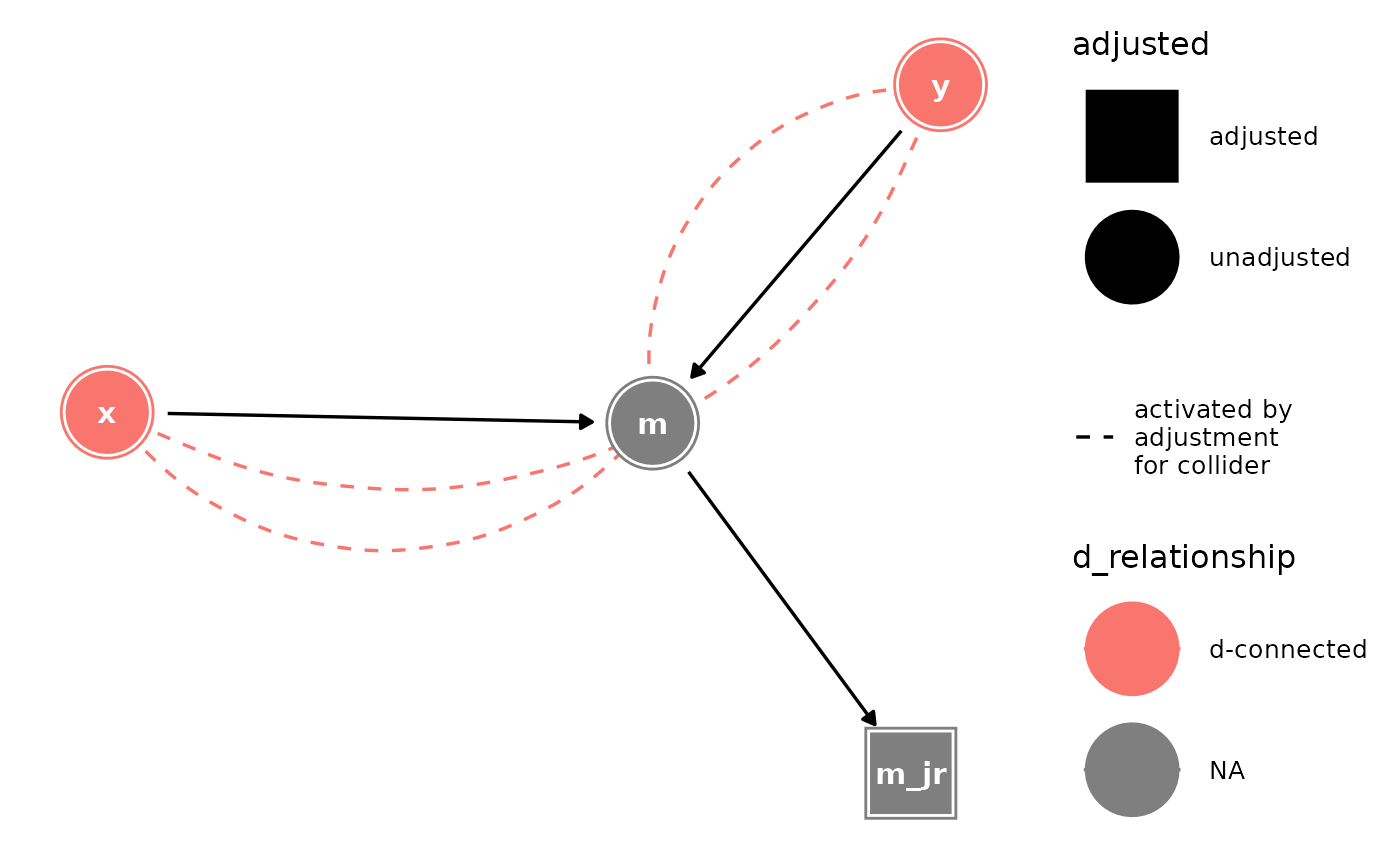 y
x
m
m_jr
adjusted
adjusted
unadjusted
activated by
adjustment
for collider
d_relationship
d-connected
NA